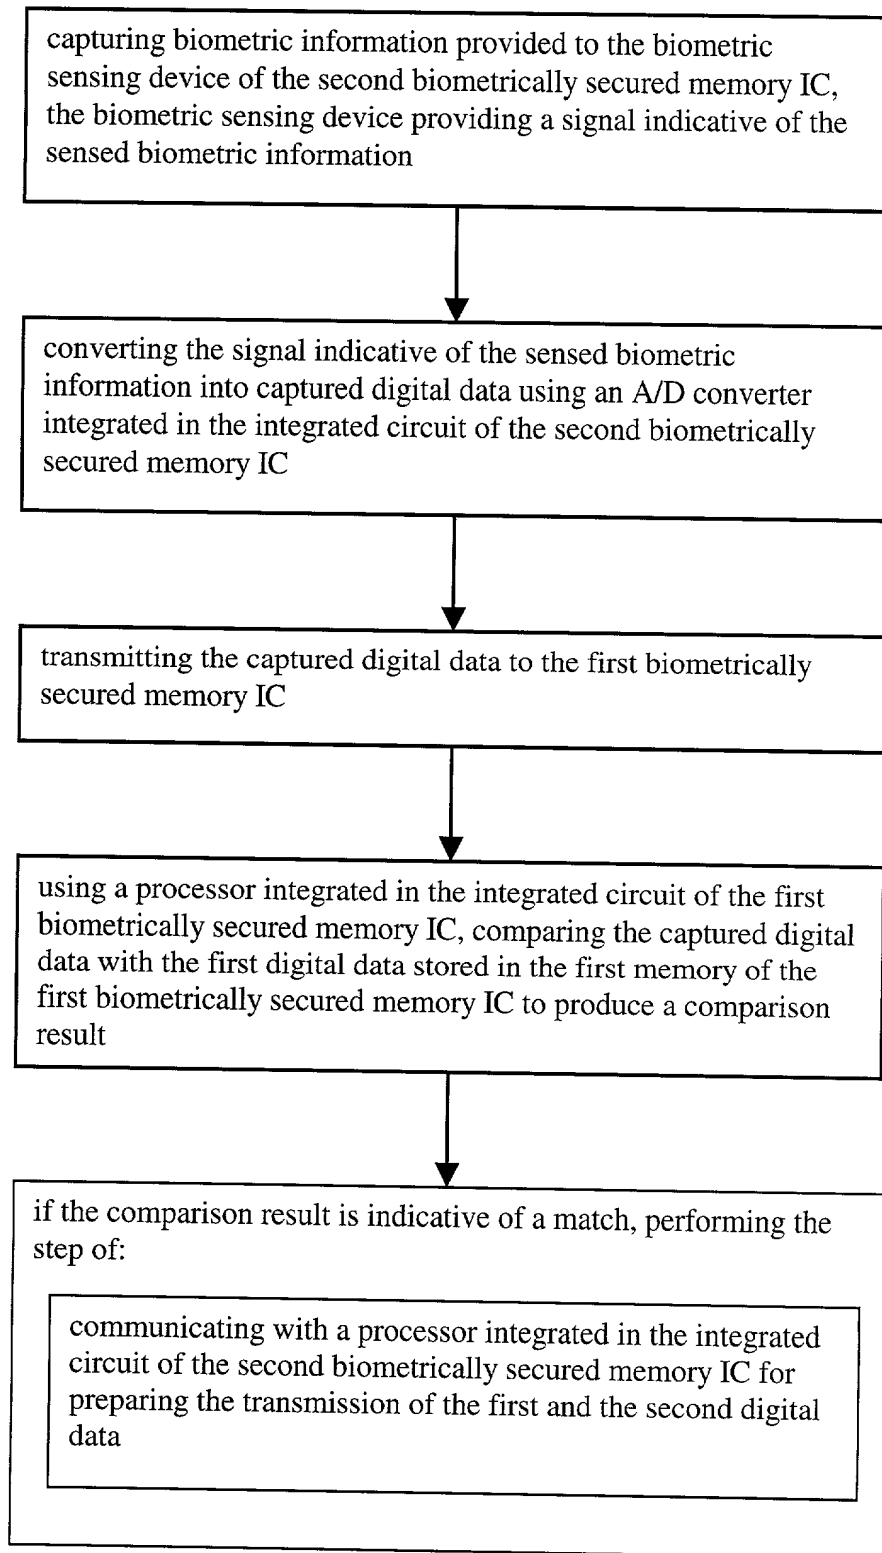 capturing biometric information provided to the biometric
sensing device of the second biometrically secured memory IC,
the biometric sensing device providing a signal indicative of the
sensed biometric information
converting the signal indicative of the sensed biometric
information into captured digital data using an A/D converter
integrated in the integrated circuit of the second biometrically
secured memory IC
transmitting the captured digital data to the first biometrically
secured memory IC
using a processor integrated in the integrated circuit of the first
biometrically secured memory IC, comparing the captured digital
data with the first digital data stored in the first memory of the
first biometrically secured memory IC to produce a comparison
result
if the comparison result is indicative of a match, performing the
step of:
communicating with a processor integrated in the integrated
circuit of the second biometrically secured memory IC for
preparing the transmission of the first and the second digital
data